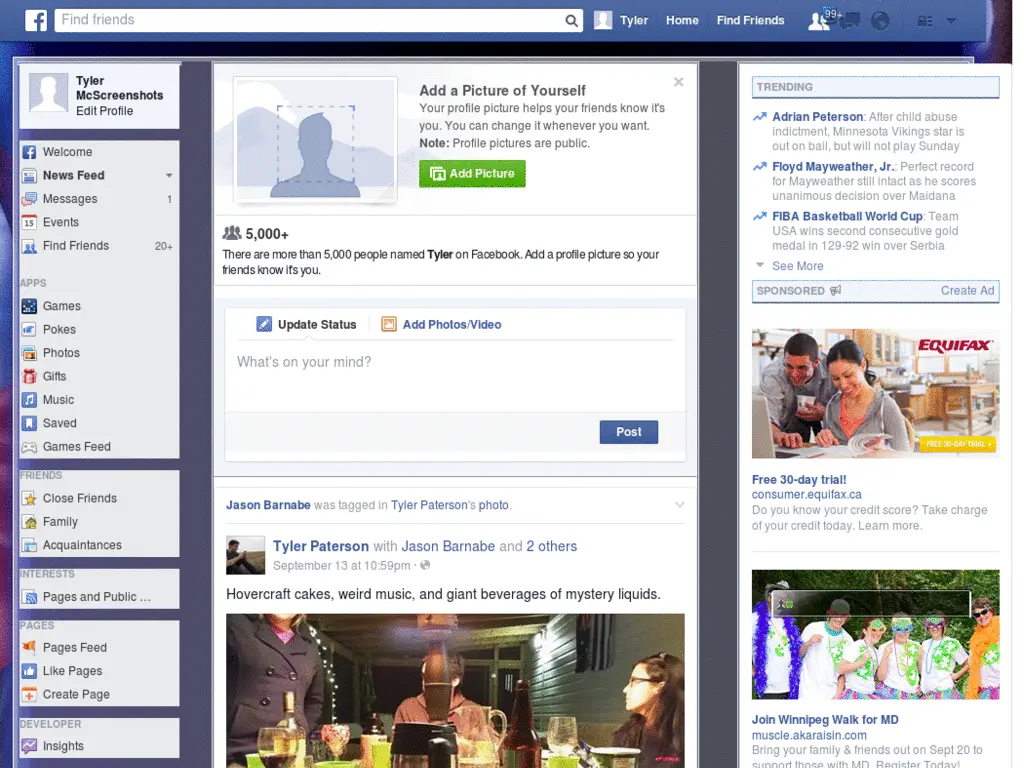 f
Find friends
Tyler
Home
Find Friends
99+
Tyler
McScreenshots
Edit Profile
Welcome
News Feed
Messages 1
15 Events
Find Friends 20+
APPS
Games
Pokes
Photos
Gifts
Music
Saved
Games Feed
FRIENDS
Close Friends
Family
Acquaintances
INTERESTS
Pages and Public ...
PAGES
Pages Feed
Like Pages
Create Page
DEVELOPER
Insights
Add a Picture of Yourself
Your profile picture helps your friends know it's
you. You can change it whenever you want.
Note: Profile pictures are public.
Add Picture
5,000+
There are more than 5,000 people named Tyler on Facebook. Add a profile picture so your
friends know it's you.
Update Status
Add Photos/Video
What's on your mind?
Post
Jason Barnabe was tagged in Tyler Paterson's photo.
Tyler Paterson with Jason Barnabe and 2 others
September 13 at 10:59pm ·
Hovercraft cakes, weird music, and giant beverages of mystery liquids.
TRENDING
Adrian Peterson: After child abuse
indictment, Minnesota Vikings star is
out on bail, but will not play Sunday
Floyd Mayweather, Jr.: Perfect record
for Mayweather still intact as he scores
unanimous decision over Maidana
FIBA Basketball World Cup: Team
USA wins second consecutive gold
medal in 129-92 win over Serbia
See More
SPONSORED
Create Ad
EQUIFAX
FREE 30-DAY TRIAL
Free 30-day trial!
consumer.equifax.ca
Do you know your credit score? Take charge
of your credit today. Learn more.
Join Winnipeg Walk for MD
muscle.akaraisin.com
Bring your family & friends out on Sept 20 to
support those with MD. Register Today!